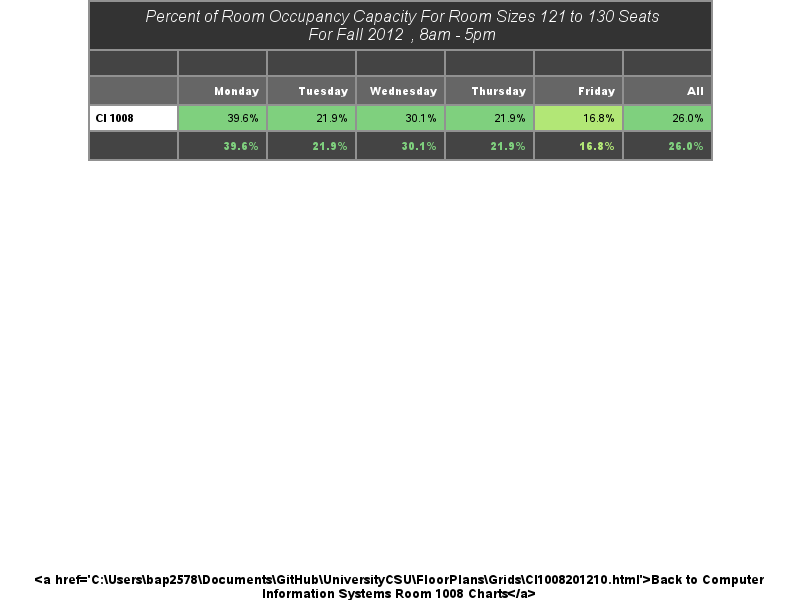 Percent of Room Occupancy Capacity For Room Sizes 121 to 130 Seats
For Fall 2012 , 8am - 5pm
Monday Tuesday Wednesday Thursday Friday All
CI 1008 39.6% 21.9% 30.1% 21.9% 16.8% 26.0%
39.6% 21.9% 30.1% 21.9% 16.8% 26.0%
<a href='C:\Users\bap2578\Documents\GitHub\UniversityCSU\FloorPlans\Grids\CI1008201210.html'>Back to Computer
Information Systems Room 1008 Charts</a>